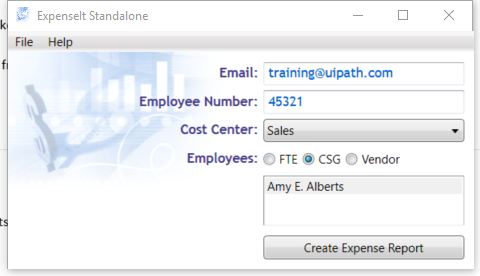 ExpenseIt Standalone
File Help
Email: training@uipath.com
Employee Number: 45321
Cost Center: Sales
Employees: FTE CSG Vendor
Amy E. Alberts
Create Expense Report